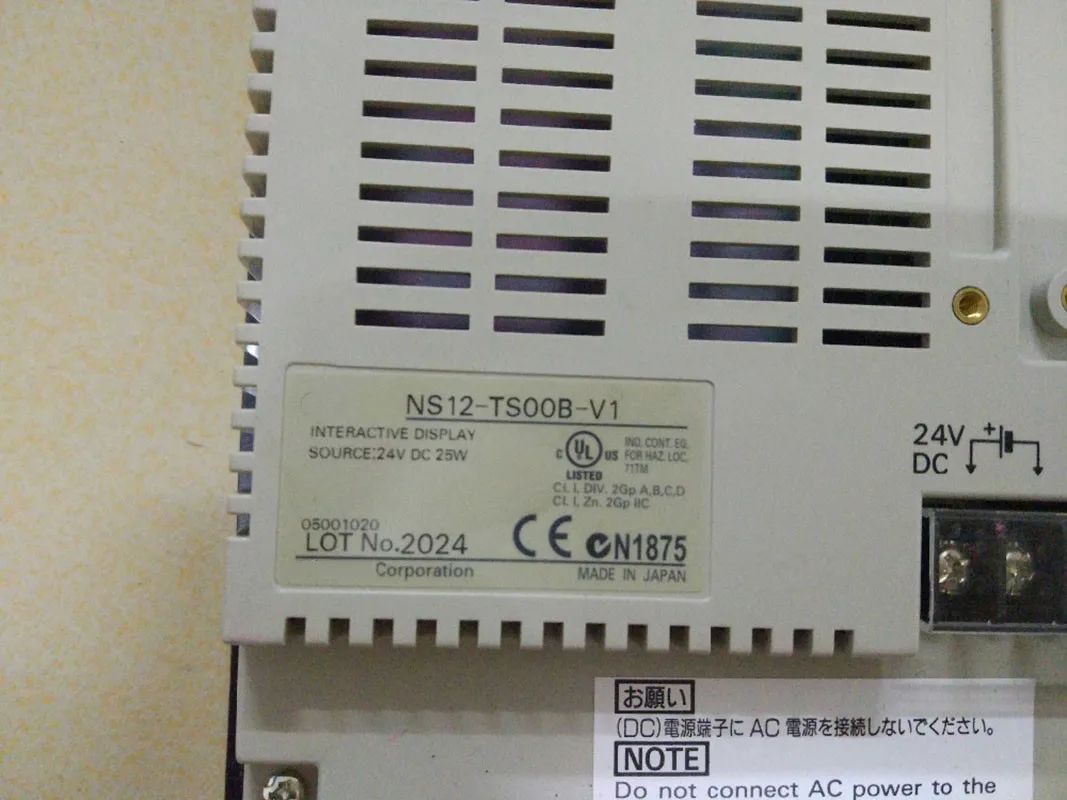 NS12-TS00B-V1
INTERACTIVE DISPLAY
SOURCE:24V DC 25W
C UL US
LISTED
IND. CONT. EQ.
FOR HAZ. LOC.
71TM
Cl. I, DIV. 2Gp A,B,C,D
Cl. I, Zn. 2Gp IIC
05001020
LOT No.2024
CE N1875
Corporation
MADE IN JAPAN
24V
DC
+
お願い
(DC)電源端子に AC 電源を接続しないでください。
NOTE
Do not connect AC power to the